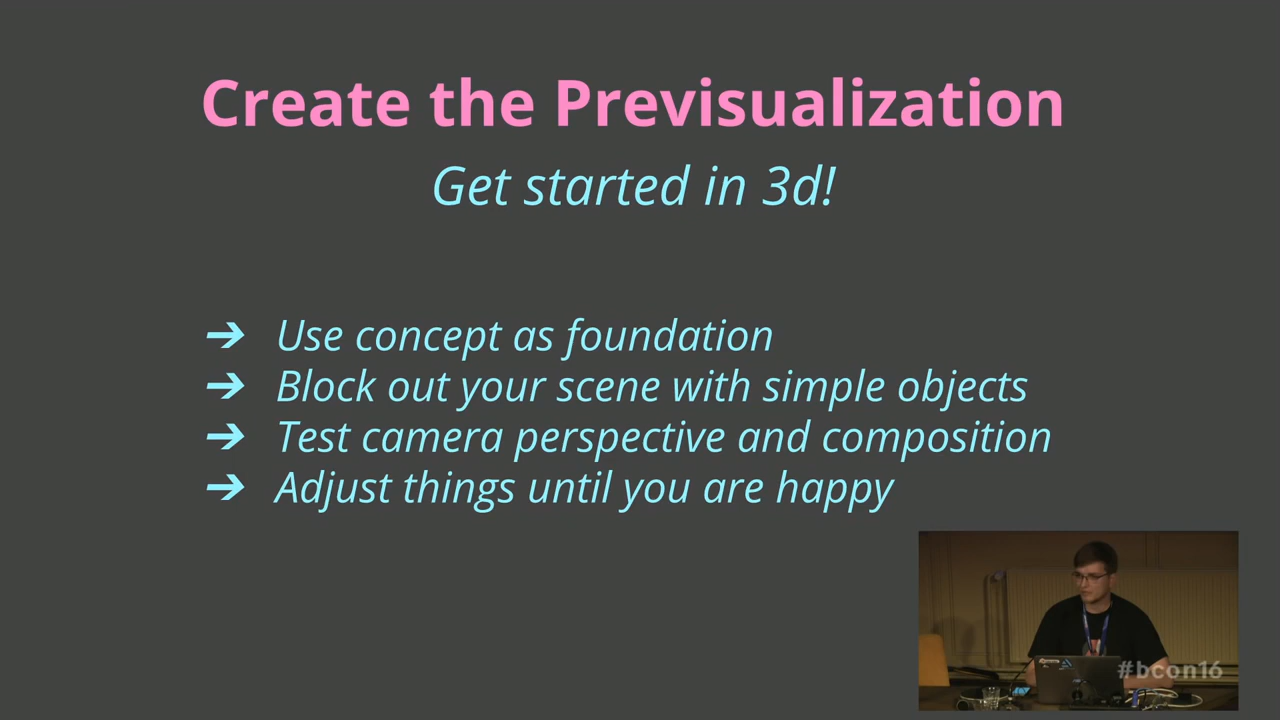 Create the Previsualization
Get started in 3d!
➔ Use concept as foundation
➔ Block out your scene with simple objects
➔ Test camera perspective and composition
➔ Adjust things until you are happy
#bcon16